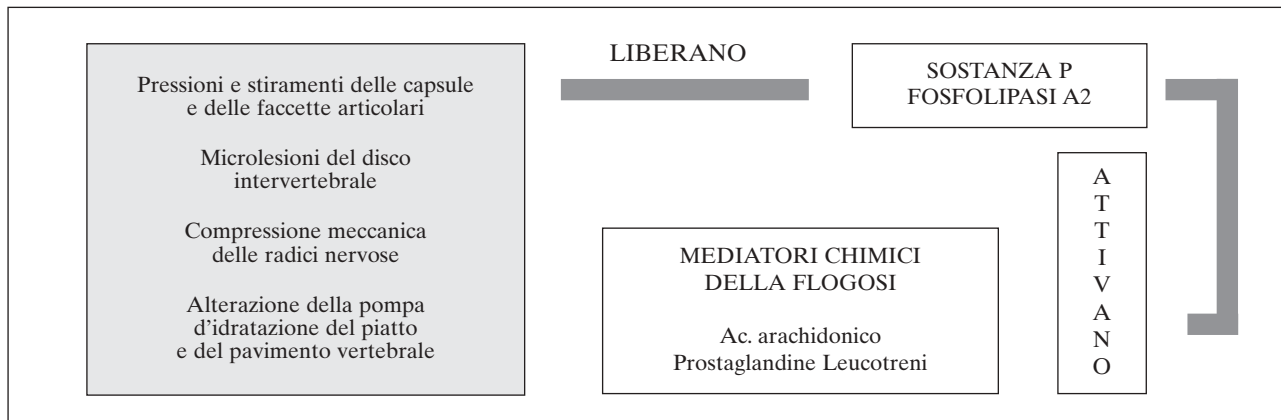 Pressioni e stiramenti delle capsule
e delle faccette articolari
Microlesioni del disco
intervertebrale
Compressione meccanica
delle radici nervose
Alterazione della pompa
d'idratazione del piatto
e del pavimento vertebrale
LIBERANO
SOSTANZA P
FOSFOLIPASI A2
A
T
T
I
V
A
N
O
MEDIATORI CHIMICI
DELLA FLOGOSI
Ac. arachidonico
Prostaglandine Leucotreni